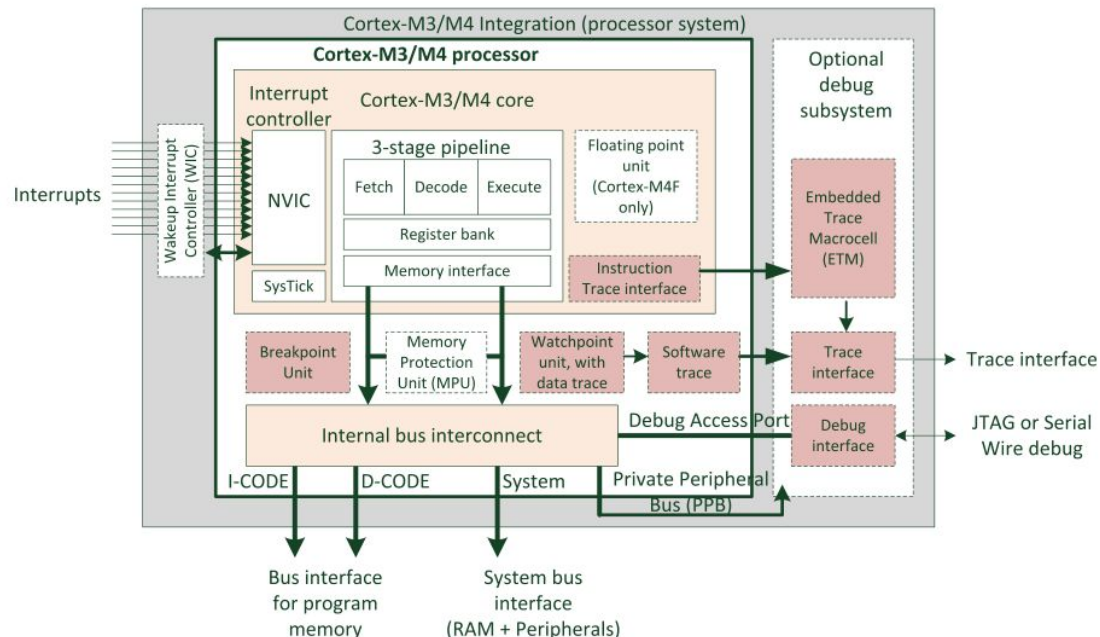 Cortex-M3/M4 Integration (processor system)
Cortex-M3/M4 processor
Optional
debug
subsystem
Interrupt
controller
Cortex-M3/M4 core
Interrupts
Wakeup Interrupt
Controller (WIC)
NVIC
SysTick
3-stage pipeline
Fetch
Decode
Execute
Register bank
Memory interface
Floating point
unit
(Cortex-M4F
only)
Instruction
Trace interface
Embedded
Trace
Macrocell
(ETM)
Breakpoint
Unit
Memory
Protection
Unit (MPU)
Watchpoint
unit, with
data trace
Software
trace
Trace
interface
Trace interface
Internal bus interconnect
Debug Access Port
Debug
interface
JTAG or Serial
Wire debug
I-CODE
D-CODE
System
Private Peripheral
Bus (PPB)
Bus interface
for program
memory
System bus
interface
(RAM + Peripherals)